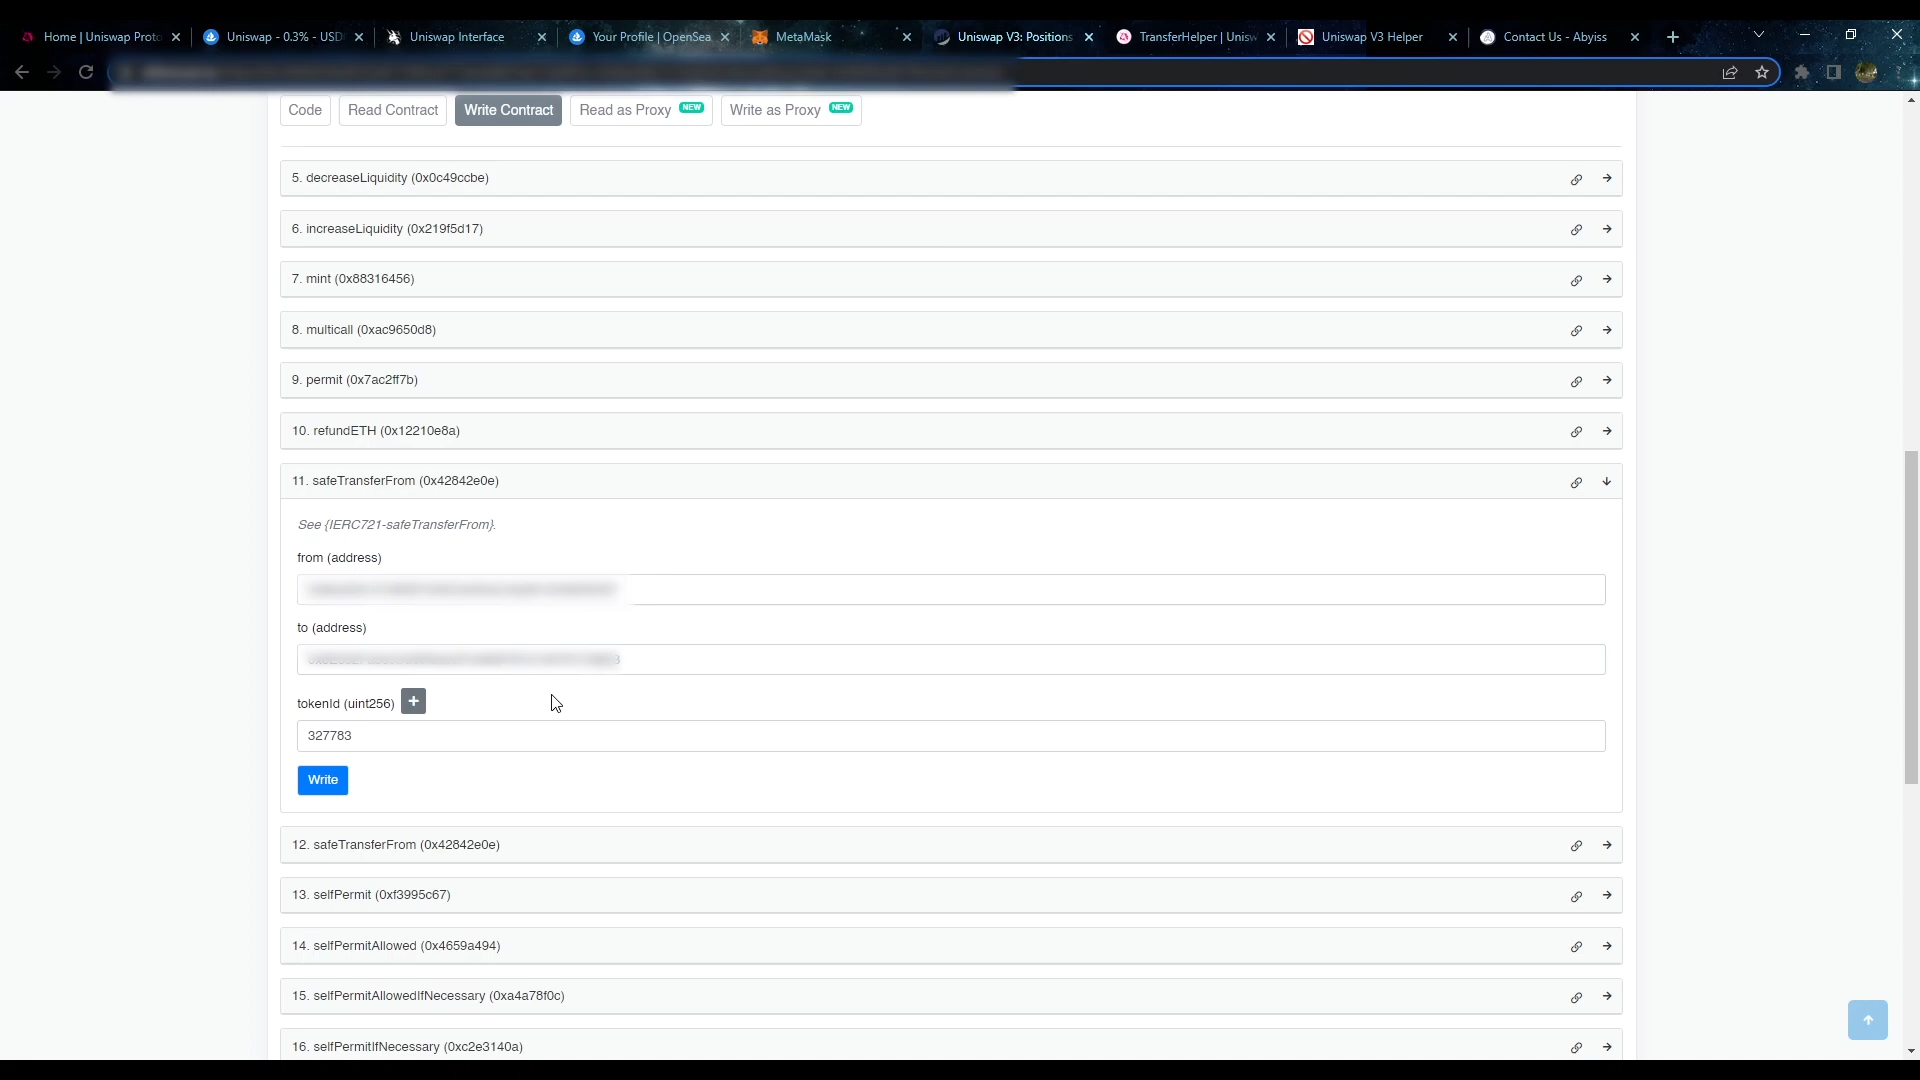 Home | Uniswap Proto
Uniswap - 0.3% - USD
Uniswap Interface
Your Profile | OpenSea
MetaMask
Uniswap V3: Positions
TransferHelper | Unisw
Uniswap V3 Helper
Contact Us - Abyiss
Code
Read Contract
Write Contract
Read as Proxy NEW
Write as Proxy NEW
5. decreaseLiquidity (0x0c49ccbe)
6. increaseLiquidity (0x219f5d17)
7. mint (0x88316456)
8. multicall (0xac9650d8)
9. permit (0x7ac2ff7b)
10. refundETH (0x12210e8a)
11. safeTransferFrom (0x42842e0e)
See {IERC721-safeTransferFrom}.
from (address)
to (address)
tokenId (uint256) +
327783
Write
12. safeTransferFrom (0x42842e0e)
13. selfPermit (0xf3995c67)
14. selfPermitAllowed (0x4659a494)
15. selfPermitAllowedIfNecessary (0xa4a78f0c)
16. selfPermitIfNecessary (0xc2e3140a)